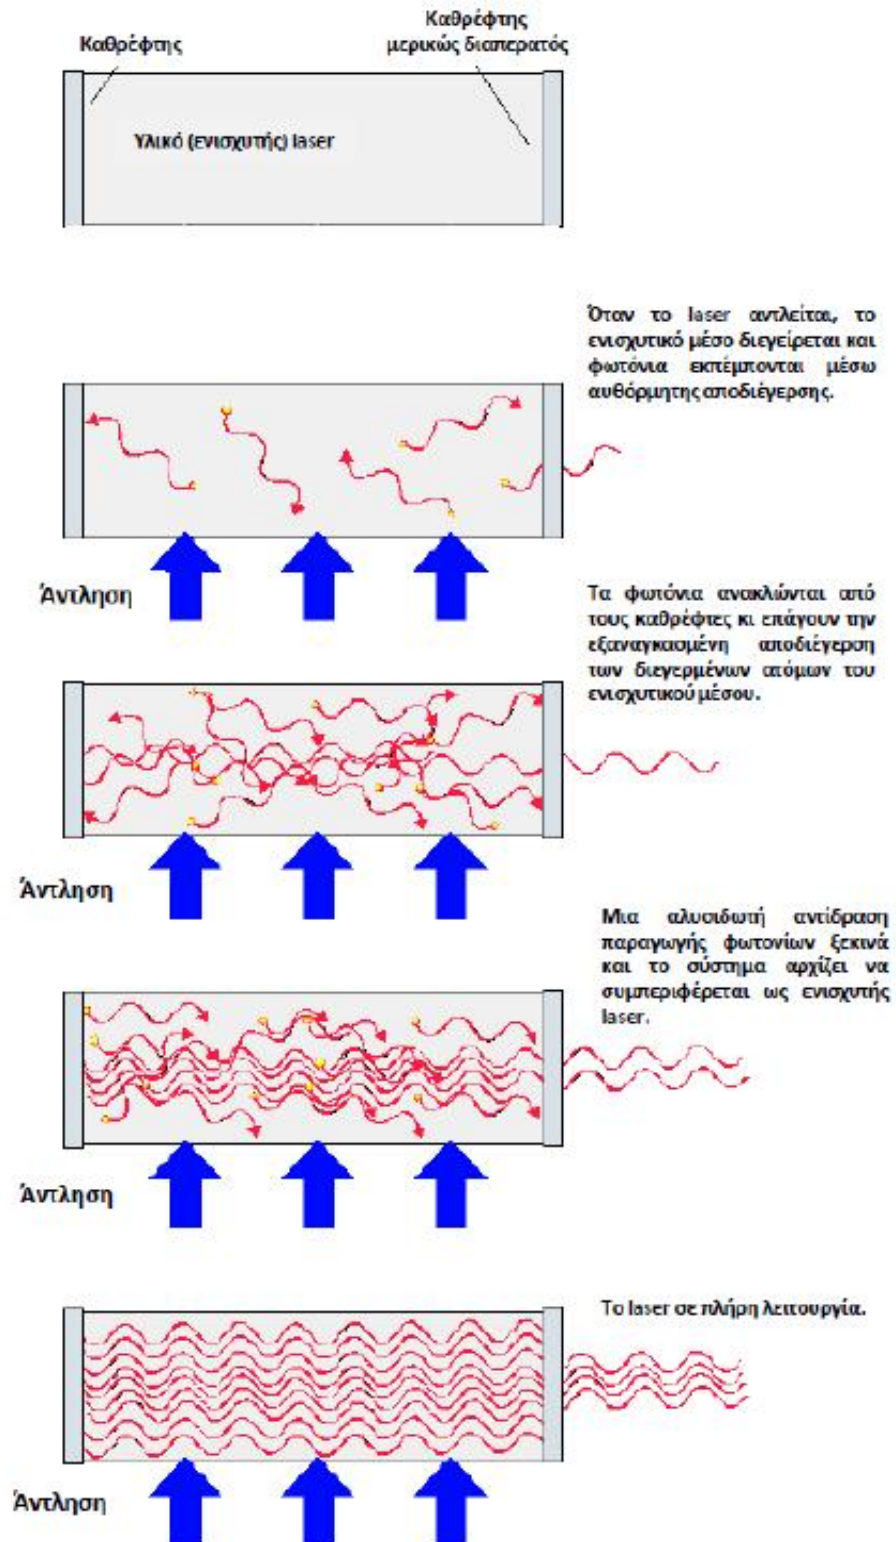 Καθρέφτης
Καθρέφτης
μερικώς διαπερατός
Υλικό (ενισχυτής) laser
Όταν το laser αντλείται, το
ενισχυτικό μέσο διεγείρεται και
φωτόνια εκπέμπονται μέσω
αυθόρμητης αποδιέγερσης.
Άντληση
Τα φωτόνια ανακλώνται από
τους καθρέφτες κι επάγουν την
εξαναγκασμένη αποδιέγερση
των διεγερμένων ατόμων του
ενισχυτικού μέσου.
Άντληση
Μια αλυσιδωτή αντίδραση
παραγωγής φωτονίων ξεκινά
και το σύστημα αρχίζει να
συμπεριφέρεται ως ενισχυτής
laser.
Άντληση
Το laser σε πλήρη λειτουργία.
Άντληση